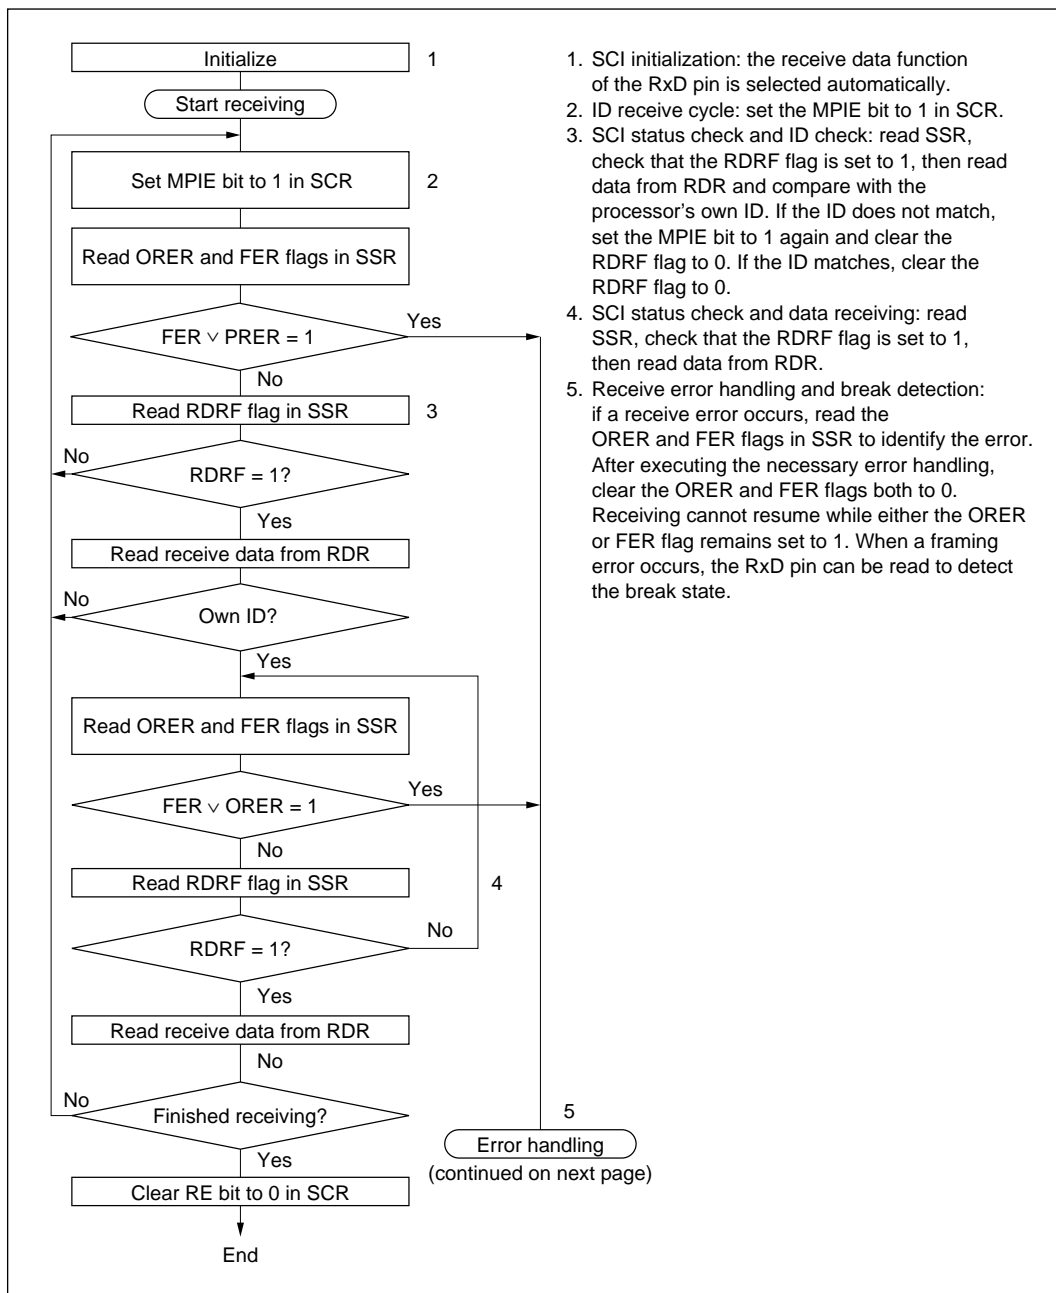 Initialize
1
Start receiving
Set MPIE bit to 1 in SCR
2
Read ORER and FER flags in SSR
FER ∨ PRER = 1
Yes
No
Read RDRF flag in SSR
3
No
RDRF = 1?
Yes
Read receive data from RDR
No
Own ID?
Yes
Read ORER and FER flags in SSR
FER ∨ ORER = 1
Yes
No
Read RDRF flag in SSR
4
RDRF = 1?
No
Yes
Read receive data from RDR
No
No
Finished receiving?
Yes
Clear RE bit to 0 in SCR
End
5
Error handling
(continued on next page)
1. SCI initialization: the receive data function
of the RxD pin is selected automatically.
2. ID receive cycle: set the MPIE bit to 1 in SCR.
3. SCI status check and ID check: read SSR,
check that the RDRF flag is set to 1, then read
data from RDR and compare with the
processor's own ID. If the ID does not match,
set the MPIE bit to 1 again and clear the
RDRF flag to 0. If the ID matches, clear the
RDRF flag to 0.
4. SCI status check and data receiving: read
SSR, check that the RDRF flag is set to 1,
then read data from RDR.
5. Receive error handling and break detection:
if a receive error occurs, read the
ORER and FER flags in SSR to identify the error.
After executing the necessary error handling,
clear the ORER and FER flags both to 0.
Receiving cannot resume while either the ORER
or FER flag remains set to 1. When a framing
error occurs, the RxD pin can be read to detect
the break state.